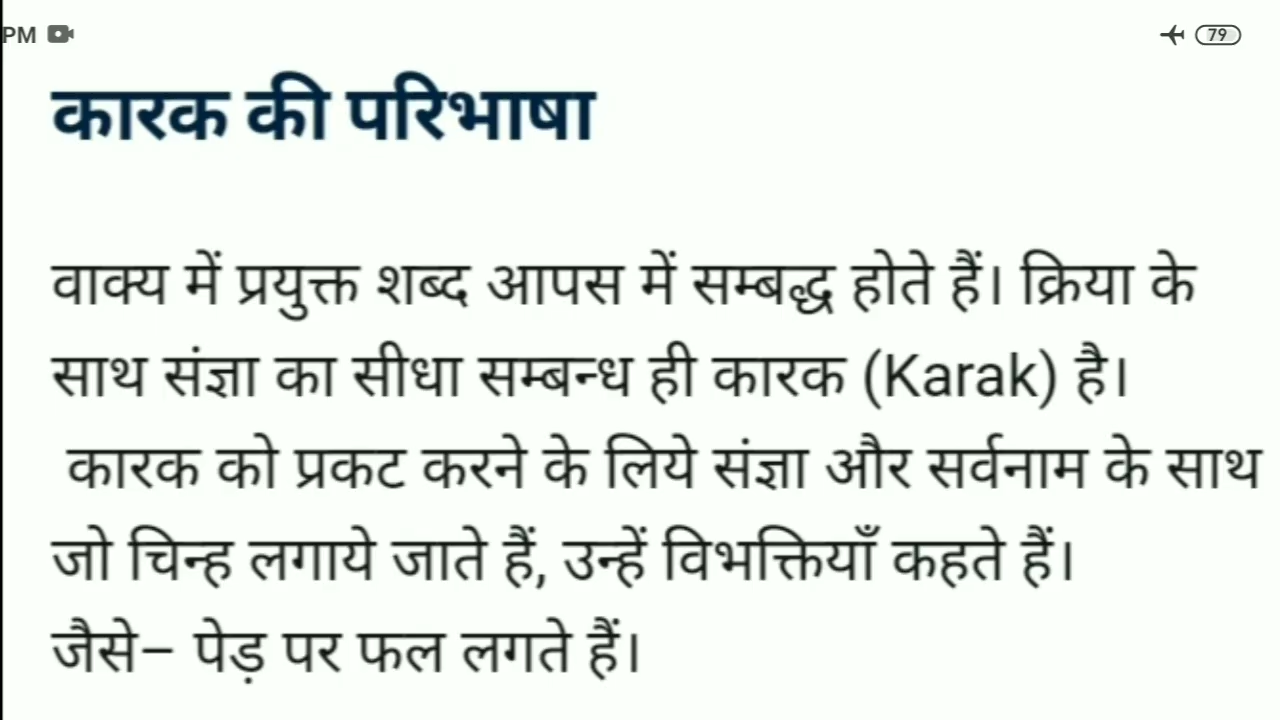 PM 79
कारक की परिभाषा
वाक्य में प्रयुक्त शब्द आपस में सम्बद्ध होते हैं। क्रिया के
साथ संज्ञा का सीधा सम्बन्ध ही कारक (Karak) है।
कारक को प्रकट करने के लिये संज्ञा और सर्वनाम के साथ
जो चिन्ह लगाये जाते हैं, उन्हें विभक्तियाँ कहते हैं।
जैसे– पेड़ पर फल लगते हैं।